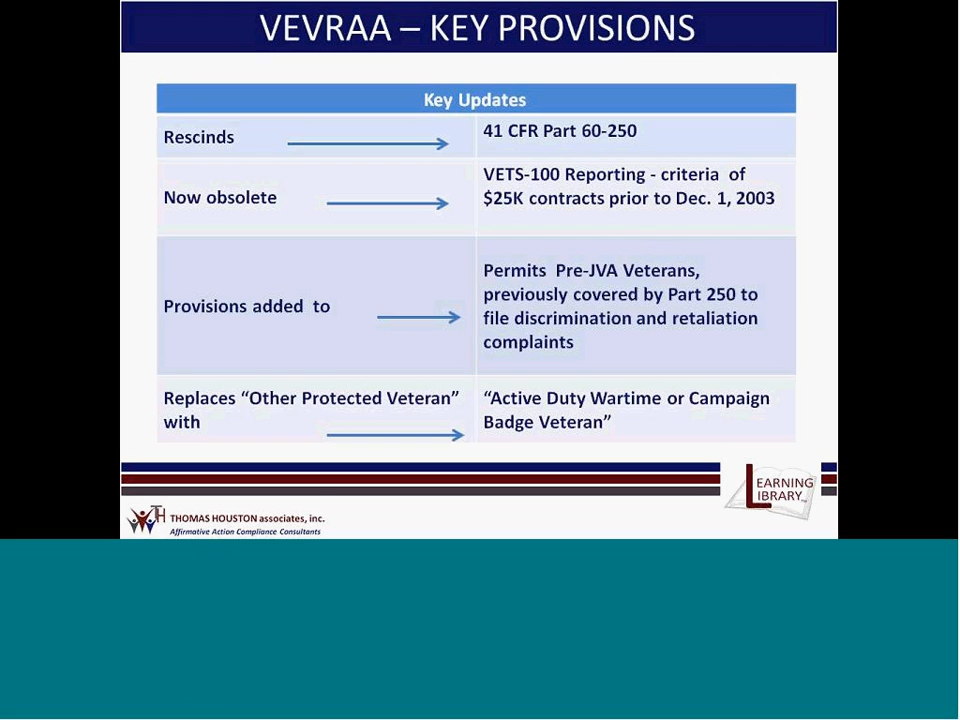 VEVRAA – KEY PROVISIONS
Key Updates
Rescinds
41 CFR Part 60-250
Now obsolete
VETS-100 Reporting - criteria of
$25K contracts prior to Dec. 1, 2003
Provisions added to
Permits Pre-JVA Veterans,
previously covered by Part 250 to
file discrimination and retaliation
complaints
Replaces “Other Protected Veteran”
with
“Active Duty Wartime or Campaign
Badge Veteran”
LEARNING
LIBRARY
TH THOMAS HOUSTON associates, inc.
Affirmative Action Compliance Consultants